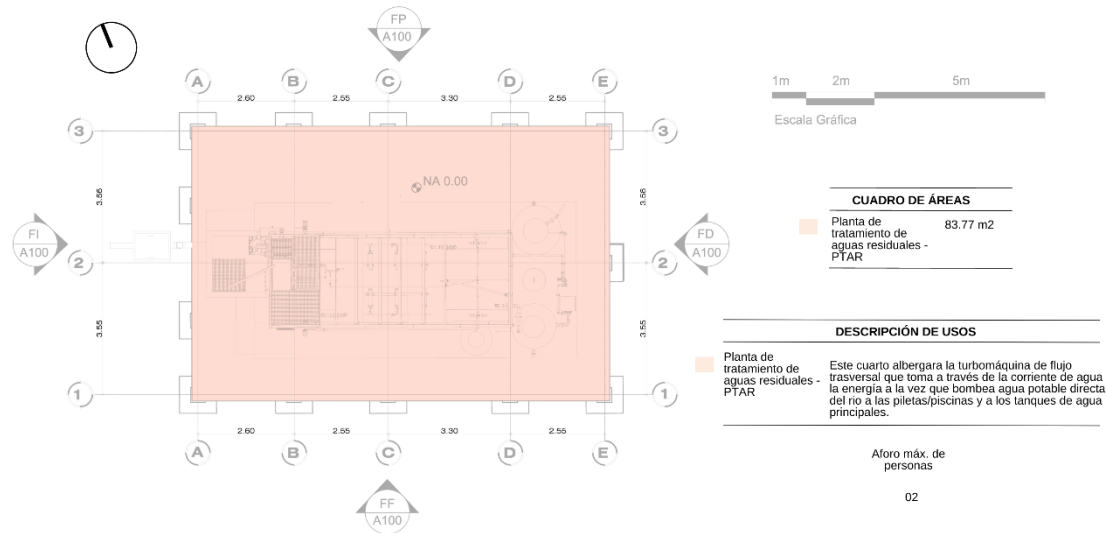 FP
A100
A B C D E
2.60 2.55 3.30 2.55
3 3
3.56 3.56
NA 0.00
FI
A100
FD
A100
2 2
3.55 3.55
1 1
2.60 2.55 3.30 2.55
A B C D E
FF
A100
1m 2m 5m
Escala Gráfica
CUADRO DE ÁREAS
Planta de
tratamiento de
aguas residuales -
PTAR
83.77 m2
DESCRIPCIÓN DE USOS
Planta de
tratamiento de
aguas residuales -
PTAR
Este cuarto albergara la turbomáquina de flujo
trasversal que toma a través de la corriente de agua
la energía a la vez que bombea agua potable directa
del rio a las piletas/piscinas y a los tanques de agua
principales.
Aforo máx. de
personas
02